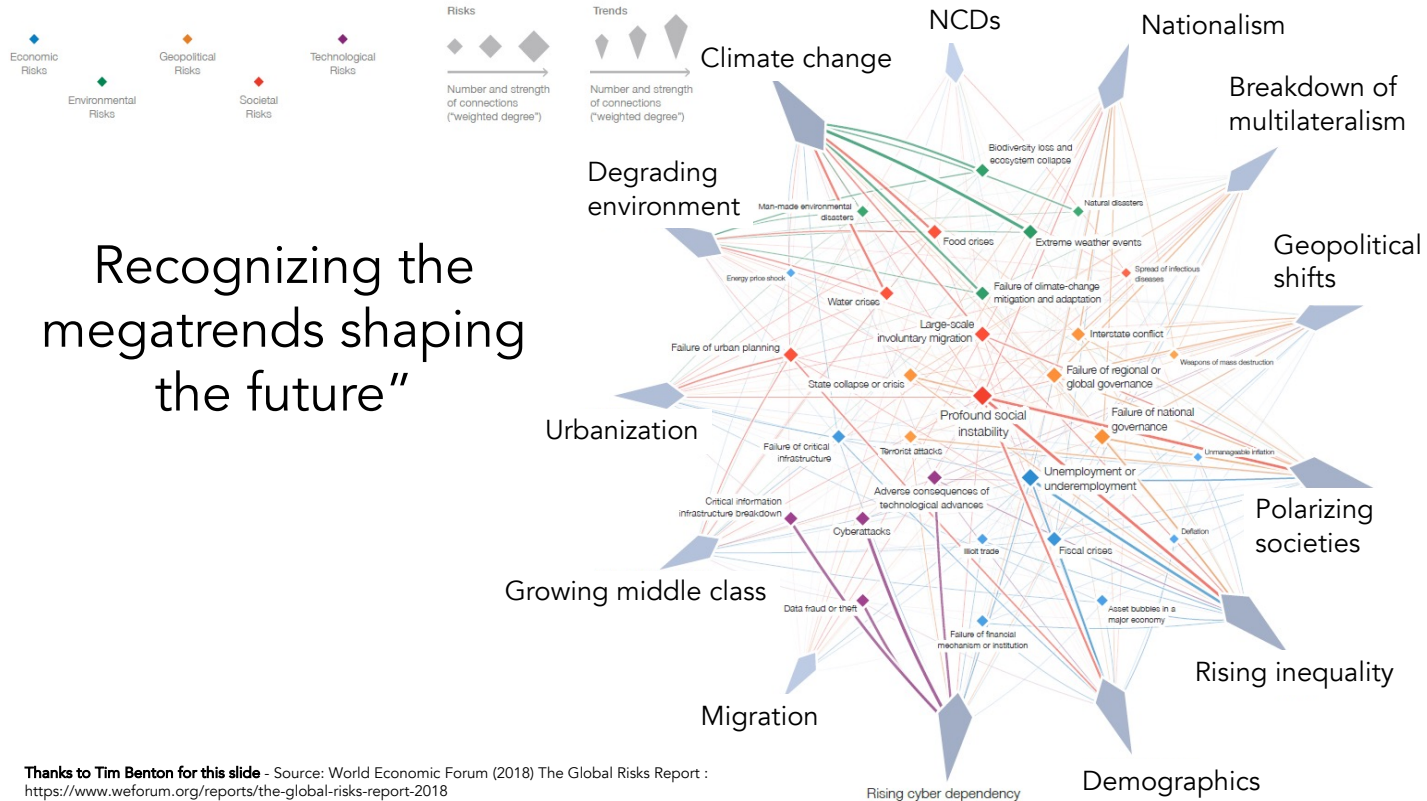 Economic
Risks
Environmental
Risks
Geopolitical
Risks
Societal
Risks
Technological
Risks
Risks
Number and strength
of connections
("weighted degree")
Trends
Number and strength
of connections
("weighted degree")
Recognizing the
megatrends shaping
the future”
Climate change
NCDs
Nationalism
Breakdown of
multilateralism
Degrading
environment
Geopolitical
shifts
Biodiversity loss and
ecosystem collapse
Man-made environmental
disasters
Natural disasters
Food crises
Extreme weather events
Energy price shock
Spread of infectious
diseases
Water crises
Failure of climate-change
mitigation and adaptation
Large-scale
involuntary migration
Interstate conflict
Failure of urban planning
Weapons of mass destruction
State collapse or crisis
Failure of regional or
global governance
Profound social
instability
Failure of national
governance
Urbanization
Failure of critical
infrastructure
Terrorist attacks
Unmanageable inflation
Adverse consequences of
technological advances
Unemployment or
underemployment
Critical information
infrastructure breakdown
Cyberattacks
Polarizing
societies
Illicit trade
Fiscal crises
Deflation
Growing middle class
Data fraud or theft
Asset bubbles in a
major economy
Failure of financial
mechanism or institution
Rising inequality
Migration
Demographics
Rising cyber dependency
Thanks to Tim Benton for this slide - Source: World Economic Forum (2018) The Global Risks Report :
https://www.weforum.org/reports/the-global-risks-report-2018